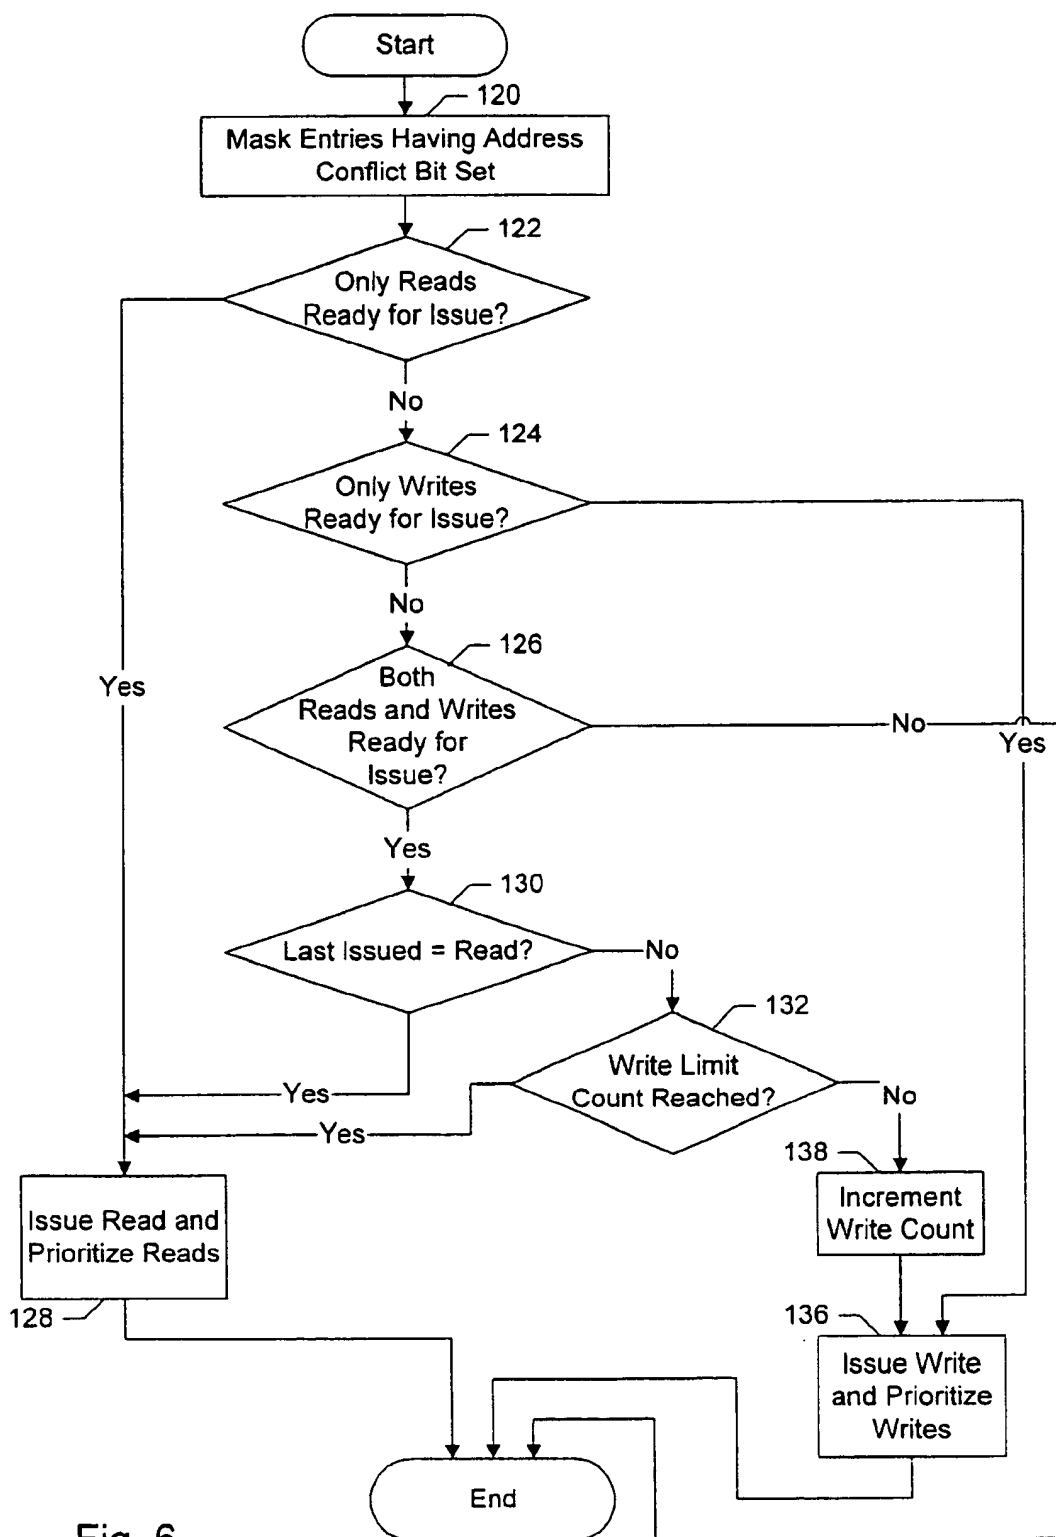 Start
120
Mask Entries Having Address
Conflict Bit Set
122
Only Reads
Ready for Issue?
No
124
Only Writes
Ready for Issue?
No
126
Both
Reads and Writes
Ready for
Issue?
Yes
No
Yes
Yes
130
Last Issued = Read?
No
132
Write Limit
Count Reached?
Yes
No
Yes
138
Increment
Write Count
Issue Read and
Prioritize Reads
128
136
Issue Write
and Prioritize
Writes
End
Fig. 6